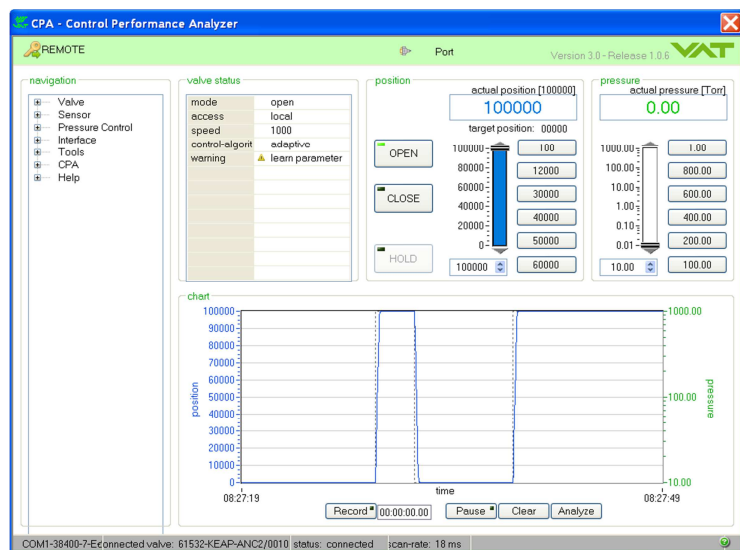 CPA - Control Performance Analyzer
REMOTE
Port
Version 3.0 - Release 1.0.6
VAT
navigation
Valve
Sensor
Pressure Control
Interface
Tools
CPA
Help
valve status
mode open
access local
speed 1000
control-algorit adaptive
warning learn parameter
position
actual position [100000]
100000
target position: 00000
OPEN
CLOSE
HOLD
100000
80000
60000
40000
20000
0
100000
100
12000
30000
40000
50000
60000
pressure
actual pressure [Torr]
0.00
1000.00
100.00
10.00
1.00
0.10
0.01
10.00
1.00
800.00
600.00
400.00
200.00
100.00
chart
100000
90000
80000
70000
60000
50000
40000
30000
20000
10000
0
position
1000.00
100.00
10.00
pressure
08:27:19
time
08:27:49
Record
00:00:00.00
Pause
Clear
Analyze
COM1-38400-7-E
connected valve: 61532-KEAP-ANC2/0010
status: connected
scan-rate: 18 ms